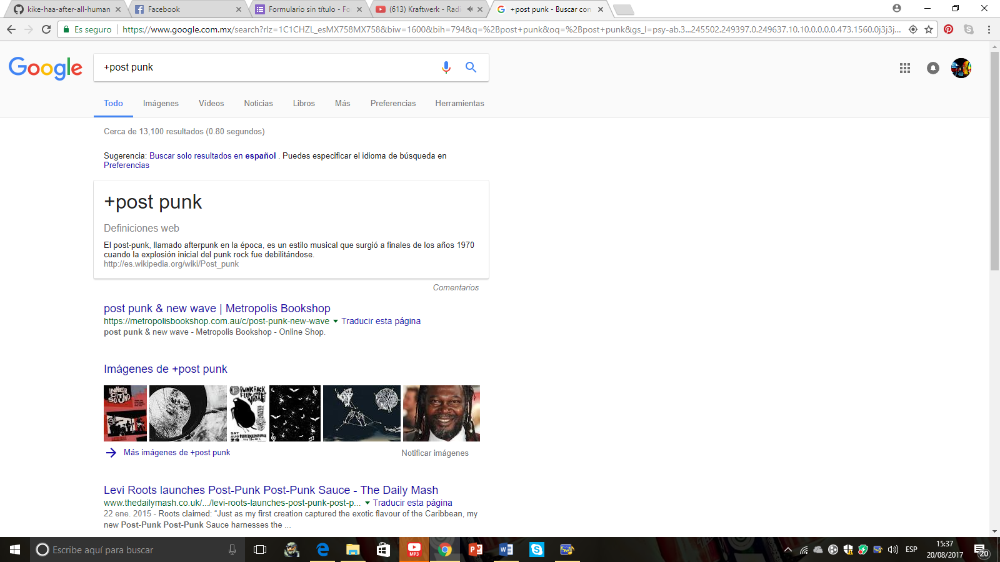 kike-haa-after-all-human
Facebook
Formulario sin título - Fo
(613) Kraftwerk - Radi
+post punk - Buscar con
Es seguro
https://www.google.com.mx/search?rlz=1C1CHZL_esMX758MX758&biw=1600&bih=794&q=%2Bpost+punk&oq=%2Bpost+punk&gs_l=psy-ab.3...245502.249397.0.249637.10.10.0.0.0.0.473.1560.0j3j3j...
Google
+post punk
Todo Imágenes Vídeos Noticias Libros Más Preferencias Herramientas
Cerca de 13,100 resultados (0.80 segundos)
Sugerencia: Buscar solo resultados en español . Puedes especificar el idioma de búsqueda en
Preferencias
+post punk
Definiciones web
El post-punk, llamado afterpunk en la época, es un estilo musical que surgió a finales de los años 1970
cuando la explosión inicial del punk rock fue debilitándose.
http://es.wikipedia.org/wiki/Post_punk
Comentarios
post punk & new wave | Metropolis Bookshop
https://metropolisbookshop.com.au/c/post-punk-new-wave Traducir esta página
post punk & new wave - Metropolis Bookshop - Online Shop.
Imágenes de +post punk
INNER
CITY
SOUND
PUNK ROCK
FLEA MARKET
SAT
AUG
29
Más imágenes de +post punk
Notificar imágenes
Levi Roots launches Post-Punk Post-Punk Sauce - The Daily Mash
www.thedailymash.co.uk/.../levi-roots-launches-post-punk-post-p... Traducir esta página
22 ene. 2015 - Roots claimed: “Just as my first creation captured the exotic flavour of the Caribbean, my
new Post-Punk Post-Punk Sauce harnesses the ...
Escribe aquí para buscar
MP3
ESP
15:37
20/08/2017
20